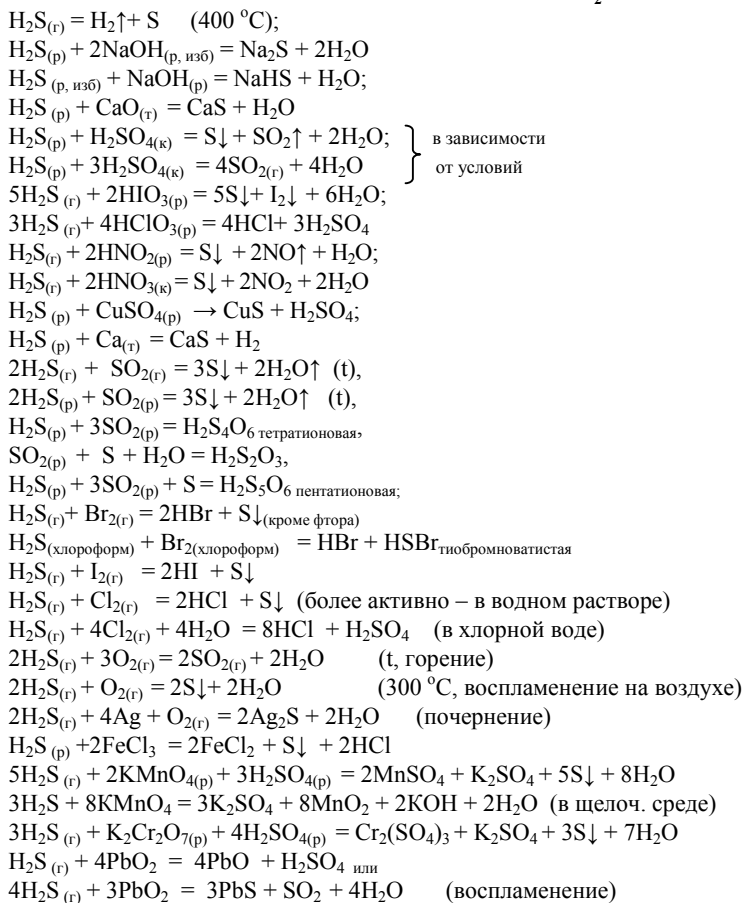 2
H₂S₍г₎ = H₂↑+ S (400 °C);
H₂S₍р₎ + 2NaOH₍р, изб₎ = Na₂S + 2H₂O
H₂S ₍р, изб₎ + NaOH₍р₎ = NaHS + H₂O;
H₂S ₍р₎ + CaO₍т₎ = CaS + H₂O
H₂S₍р₎ + H₂SO₄₍к₎ = S↓ + SO₂↑ + 2H₂O; в зависимости
H₂S₍р₎ + 3H₂SO₄₍к₎ = 4SO₂₍г₎ + 4H₂O от условий
5H₂S ₍г₎ + 2HIO₃₍р₎ = 5S↓+ I₂↓ + 6H₂O;
3H₂S ₍г₎+ 4HClO₃₍р₎ = 4HCl+ 3H₂SO₄
H₂S₍г₎ + 2HNO₂₍р₎ = S↓ + 2NO↑ + H₂O;
H₂S₍г₎ + 2HNO₃₍к₎ = S↓ + 2NO₂ + 2H₂O
H₂S ₍р₎ + CuSO₄₍р₎ → CuS + H₂SO₄;
H₂S ₍р₎ + Ca₍т₎ = CaS + H₂
2H₂S₍г₎ + SO₂₍г₎ = 3S↓ + 2H₂O↑ (t),
2H₂S₍р₎ + SO₂₍р₎ = 3S↓ + 2H₂O↑ (t),
H₂S₍р₎ + 3SO₂₍р₎ = H₂S₄O₆ тетратионовая,
SO₂₍р₎ + S + H₂O = H₂S₂O₃,
H₂S₍р₎ + 3SO₂₍р₎ + S = H₂S₅O₆ пентатионовая;
H₂S₍г₎+ Br₂₍г₎ = 2HBr + S↓(кроме фтора)
H₂S(хлороформ) + Br₂(хлороформ) = HBr + HSBrтиобромноватистая
H₂S₍г₎ + I₂₍г₎ = 2HI + S↓
H₂S₍г₎ + Cl₂₍г₎ = 2HCl + S↓ (более активно – в водном растворе)
H₂S₍г₎ + 4Cl₂₍г₎ + 4H₂O = 8HCl + H₂SO₄ (в хлорной воде)
2H₂S₍г₎ + 3O₂₍г₎ = 2SO₂₍г₎ + 2H₂O (t, горение)
2H₂S₍г₎ + O₂₍г₎ = 2S↓+ 2H₂O (300 °C, воспламенение на воздухе)
2H₂S₍г₎ + 4Ag + O₂₍г₎ = 2Ag₂S + 2H₂O (почернение)
H₂S ₍р₎ +2FeCl₃ = 2FeCl₂ + S↓ + 2HCl
5H₂S ₍г₎ + 2KMnO₄₍р₎ + 3H₂SO₄₍р₎ = 2MnSO₄ + K₂SO₄ + 5S↓ + 8H₂O
3H₂S + 8KMnO₄ = 3K₂SO₄ + 8MnO₂ + 2KOH + 2H₂O (в щелоч. среде)
3H₂S ₍г₎ + K₂Cr₂O₇₍р₎ + 4H₂SO₄₍р₎ = Cr₂(SO₄)₃ + K₂SO₄ + 3S↓ + 7H₂O
H₂S ₍г₎ + 4PbO₂ = 4PbO + H₂SO₄ или
4H₂S ₍г₎ + 3PbO₂ = 3PbS + SO₂ + 4H₂O (воспламенение)